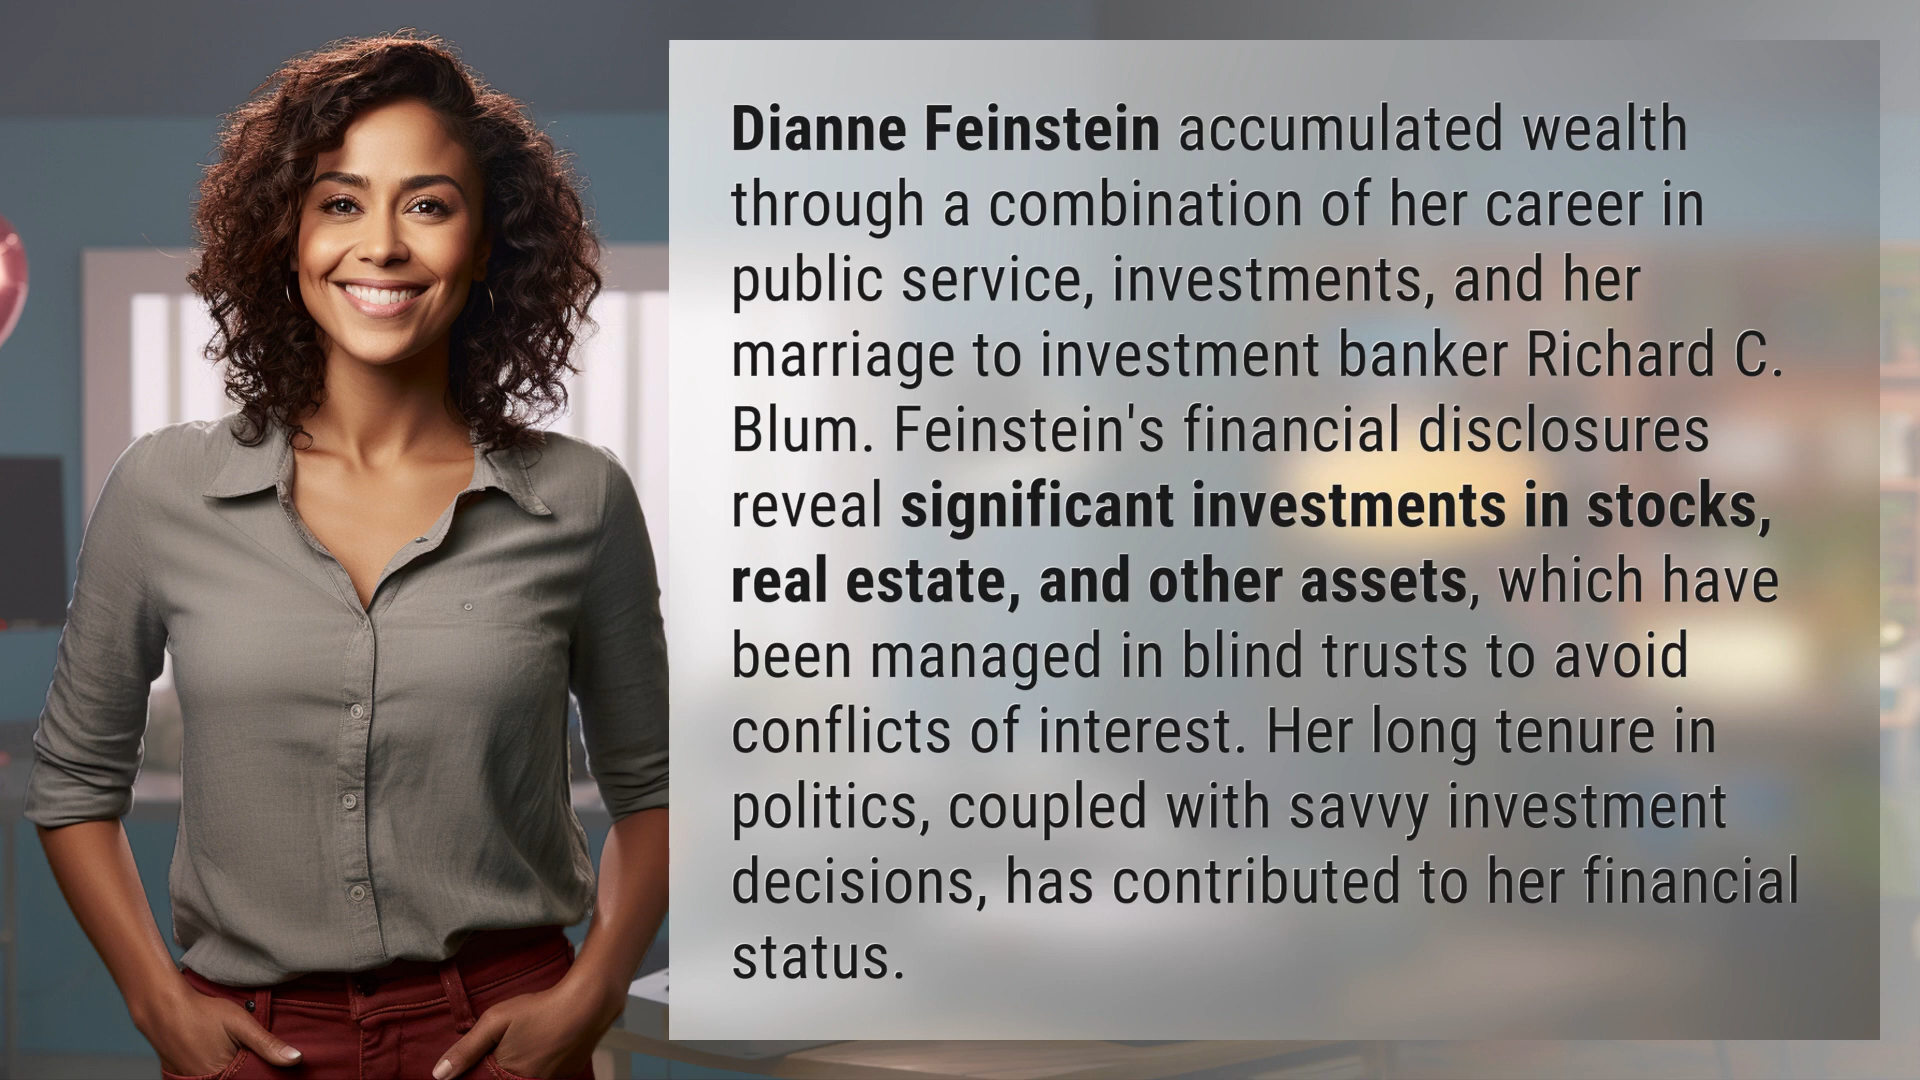 Dianne Feinstein accumulated wealth
through a combination of her career in
public service, investments, and her
marriage to investment banker Richard C.
Blum. Feinstein's financial disclosures
reveal significant investments in stocks,
real estate, and other assets, which have
been managed in blind trusts to avoid
conflicts of interest. Her long tenure in
politics, coupled with savvy investment
decisions, has contributed to her financial
status.